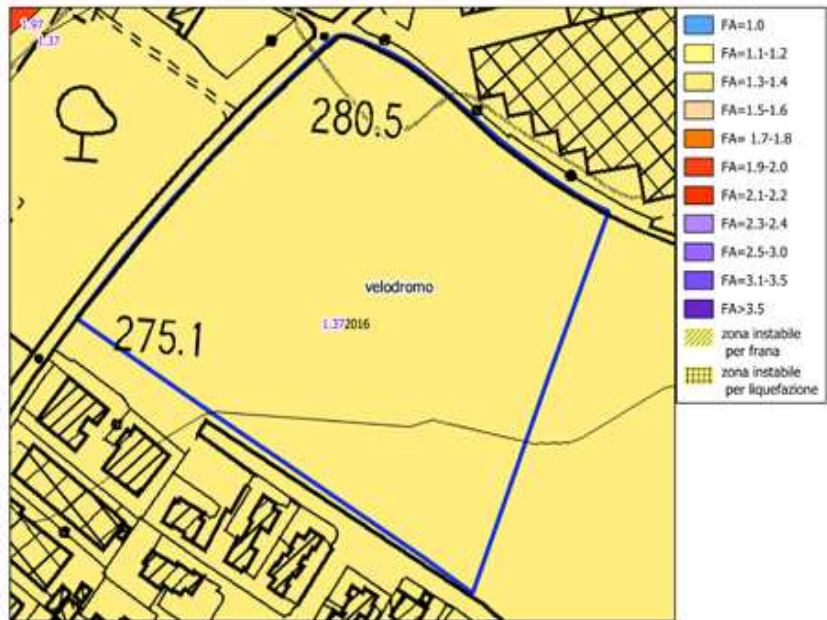 1.97
1.37
280.5
velodromo
1.372016
275.1
FA=1.0
FA=1.1-1.2
FA=1.3-1.4
FA=1.5-1.6
FA= 1.7-1.8
FA=1.9-2.0
FA=2.1-2.2
FA=2.3-2.4
FA=2.5-3.0
FA=3.1-3.5
FA>3.5
zona instabile
per frana
zona instabile
per liquefazione